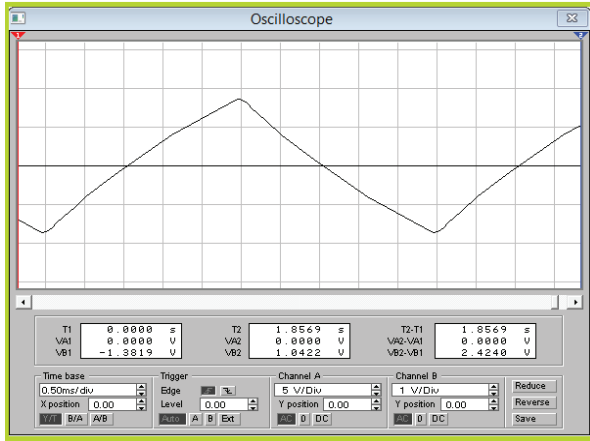 Oscilloscope
1
2
T1 0.0000 s T2 1.8569 s T2-T1 1.8569 s
VA1 0.0000 V VA2 0.0000 V VA2-VA1 0.0000 V
VB1 -1.3819 V VB2 1.0422 V VB2-VB1 2.4240 V
Time base Trigger Channel A Channel B
0.50ms/div Edge 5 V/Div 1 V/Div Reduce
X position 0.00 Level 0.00 Y position 0.00 Y position 0.00 Reverse
Y/T B/A A/B Auto A B Ext AC 0 DC AC 0 DC Save